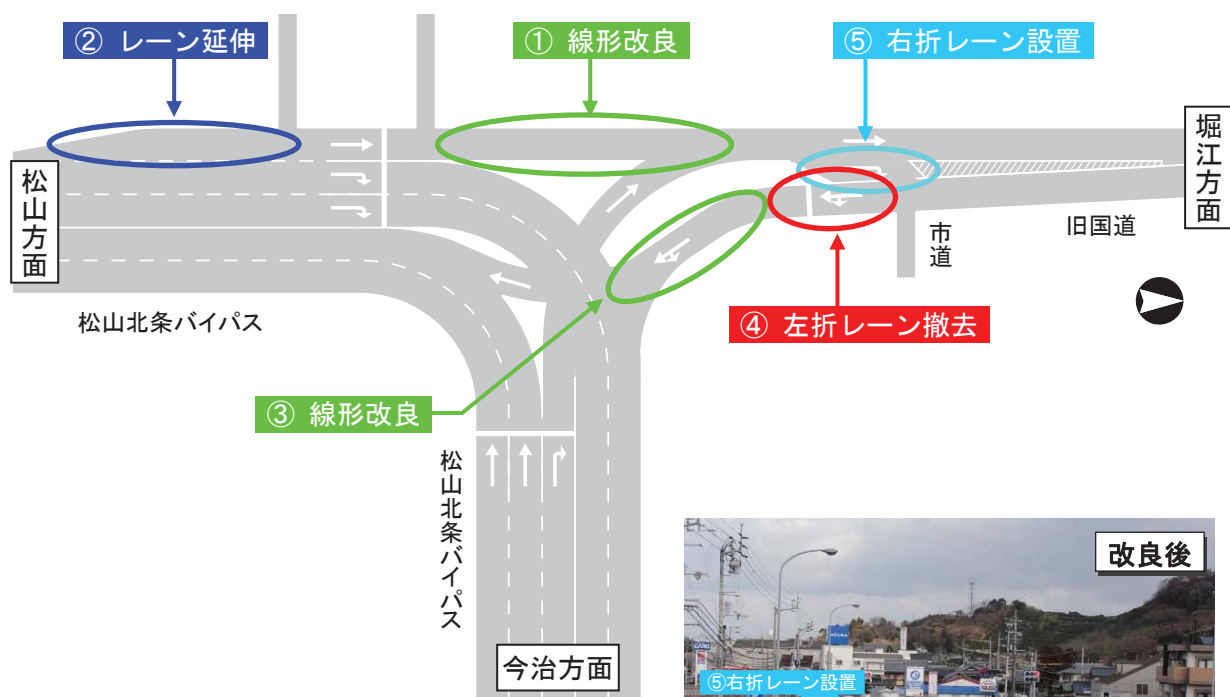 ② レーン延伸
① 線形改良
⑤ 右折レーン設置
堀江方面
松山方面
市道
旧国道
松山北条バイパス
④ 左折レーン撤去
③ 線形改良
松山北条バイパス
今治方面
改良後
⑤右折レーン設置